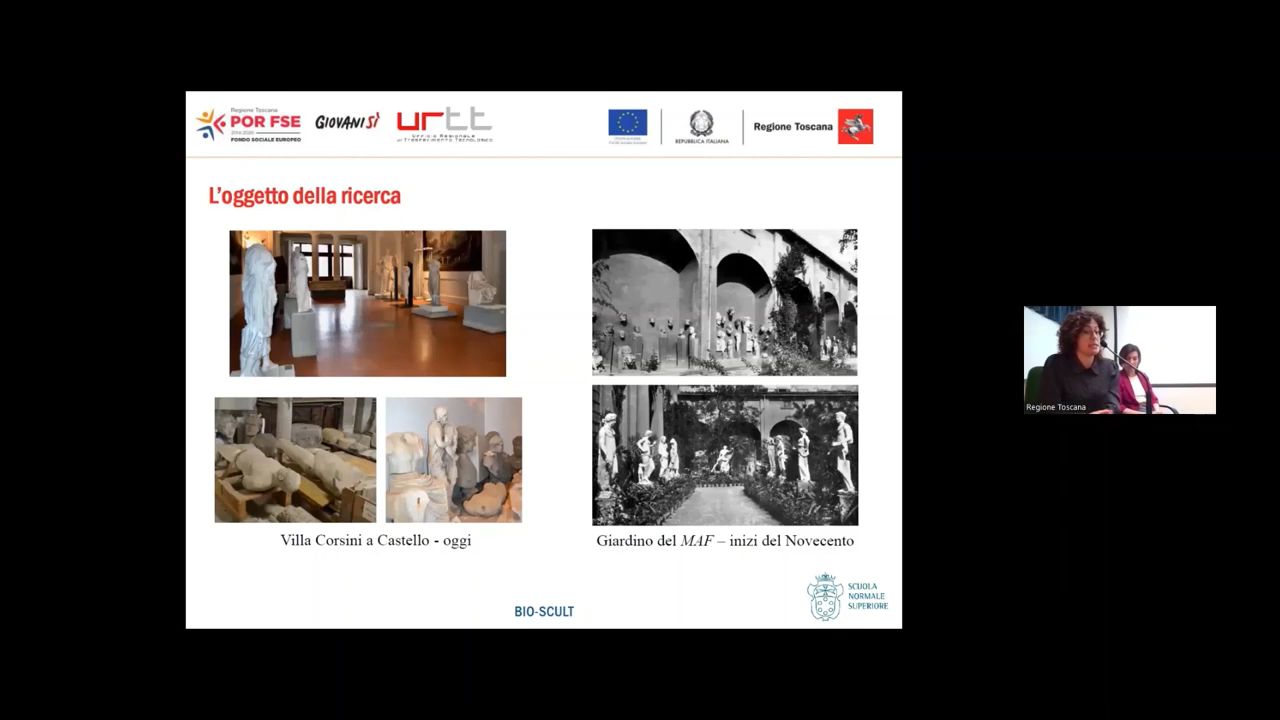 Regione Toscana
POR FSE
FONDO SOCIALE EUROPEO
GIOVANISÌ
urtt
Ufficio Regionale
di Trasferimento Tecnologico
REPUBBLICA ITALIANA
Regione Toscana
L'oggetto della ricerca
Villa Corsini a Castello - oggi
Giardino del MAF – inizi del Novecento
BIO-SCULT
SCUOLA
NORMALE
SUPERIORE
Regione Toscana